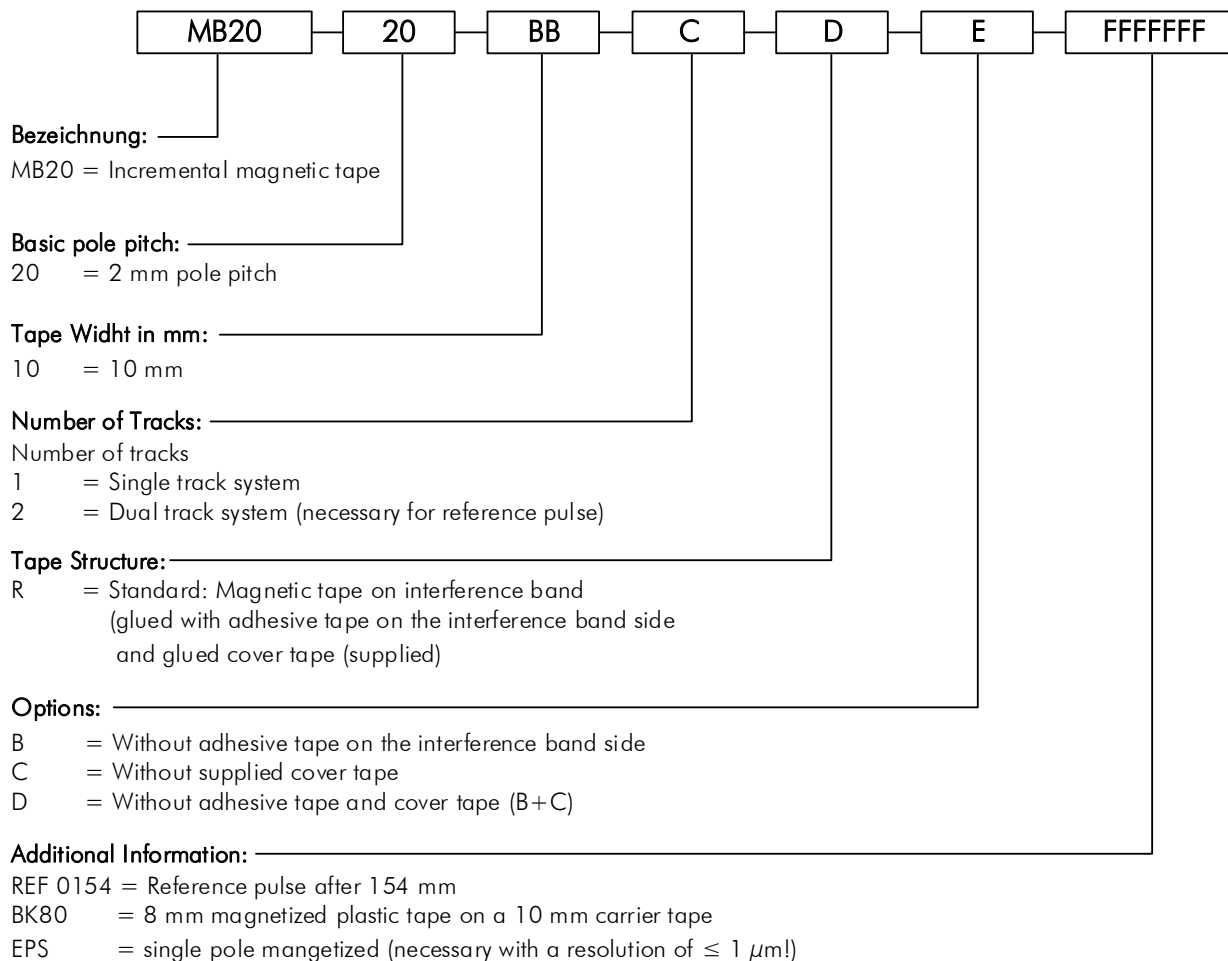 MB20 20 BB C D E FFFFFFF
Bezeichnung:
MB20 = Incremental magnetic tape
Basic pole pitch:
20 = 2 mm pole pitch
Tape Widht in mm:
10 = 10 mm
Number of Tracks:
Number of tracks
1 = Single track system
2 = Dual track system (necessary for reference pulse)
Tape Structure:
R = Standard: Magnetic tape on interference band
(glued with adhesive tape on the interference band side
and glued cover tape (supplied)
Options:
B = Without adhesive tape on the interference band side
C = Without supplied cover tape
D = Without adhesive tape and cover tape (B+C)
Additional Information:
REF 0154 = Reference pulse after 154 mm
BK80 = 8 mm magnetized plastic tape on a 10 mm carrier tape
EPS = single pole mangetized (necessary with a resolution of ≤ 1 μm!)